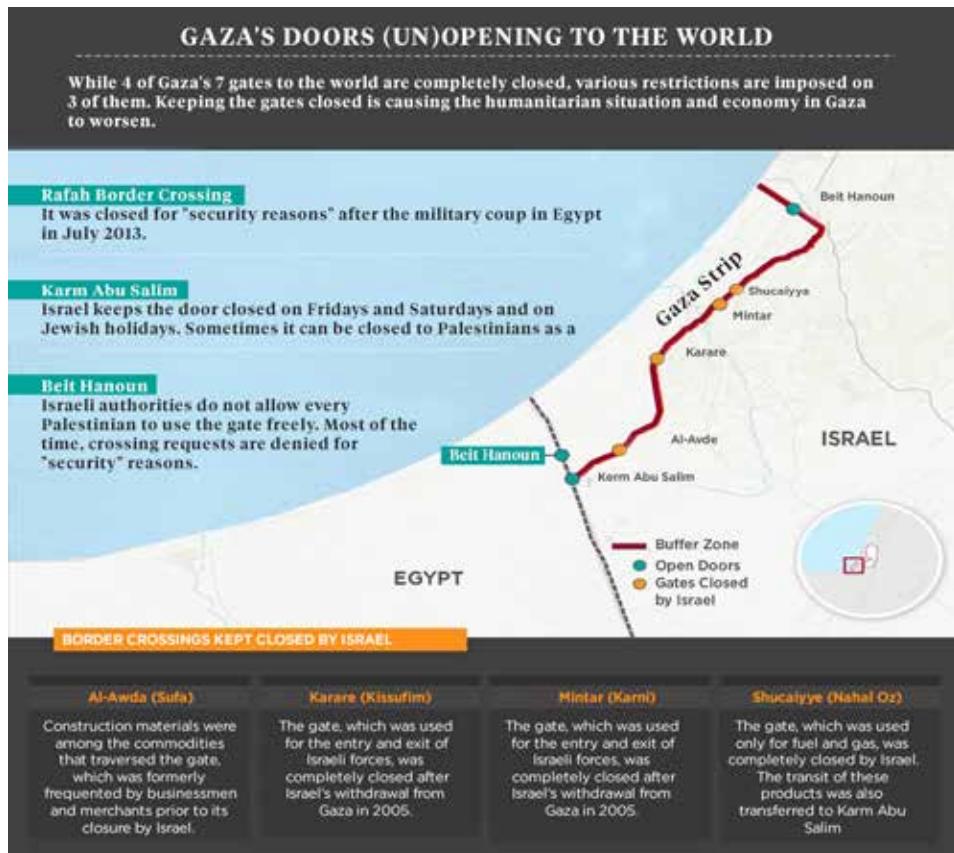 GAZA'S DOORS (UN)OPENING TO THE WORLD
While 4 of Gaza's 7 gates to the world are completely closed, various restrictions are imposed on
3 of them. Keeping the gates closed is causing the humanitarian situation and economy in Gaza
to worsen.
Rafah Border Crossing
It was closed for "security reasons" after the military coup in Egypt
in July 2013.
Karm Abu Salim
Israel keeps the door closed on Fridays and Saturdays and on
Jewish holidays. Sometimes it can be closed to Palestinians as a
Beit Hanoun
Israeli authorities do not allow every
Palestinian to use the gate freely. Most of the
time, crossing requests are denied for
"security" reasons.
Beit Hanoun
Gaza Strip
Shucaiyya
Mintar
Karare
Al-Avde
ISRAEL
Beit Hanoun
Kerm Abu Salim
EGYPT
Buffer Zone
Open Doors
Gates Closed
by Israel
BORDER CROSSINGS KEPT CLOSED BY ISRAEL
Al-Awda (Sufa)
Construction materials were
among the commodities
that traversed the gate,
which was formerly
frequented by businessmen
and merchants prior to its
closure by Israel.
Karare (Kissufim)
The gate, which was used
for the entry and exit of
Israeli forces, was
completely closed after
Israel's withdrawal from
Gaza in 2005.
Mintar (Karni)
The gate, which was used
for the entry and exit of
Israeli forces, was
completely closed after
Israel's withdrawal from
Gaza in 2005.
Shucaiyye (Nahal Oz)
The gate, which was used
only for fuel and gas, was
completely closed by Israel.
The transit of these
products was also
transferred to Karm Abu
Salim